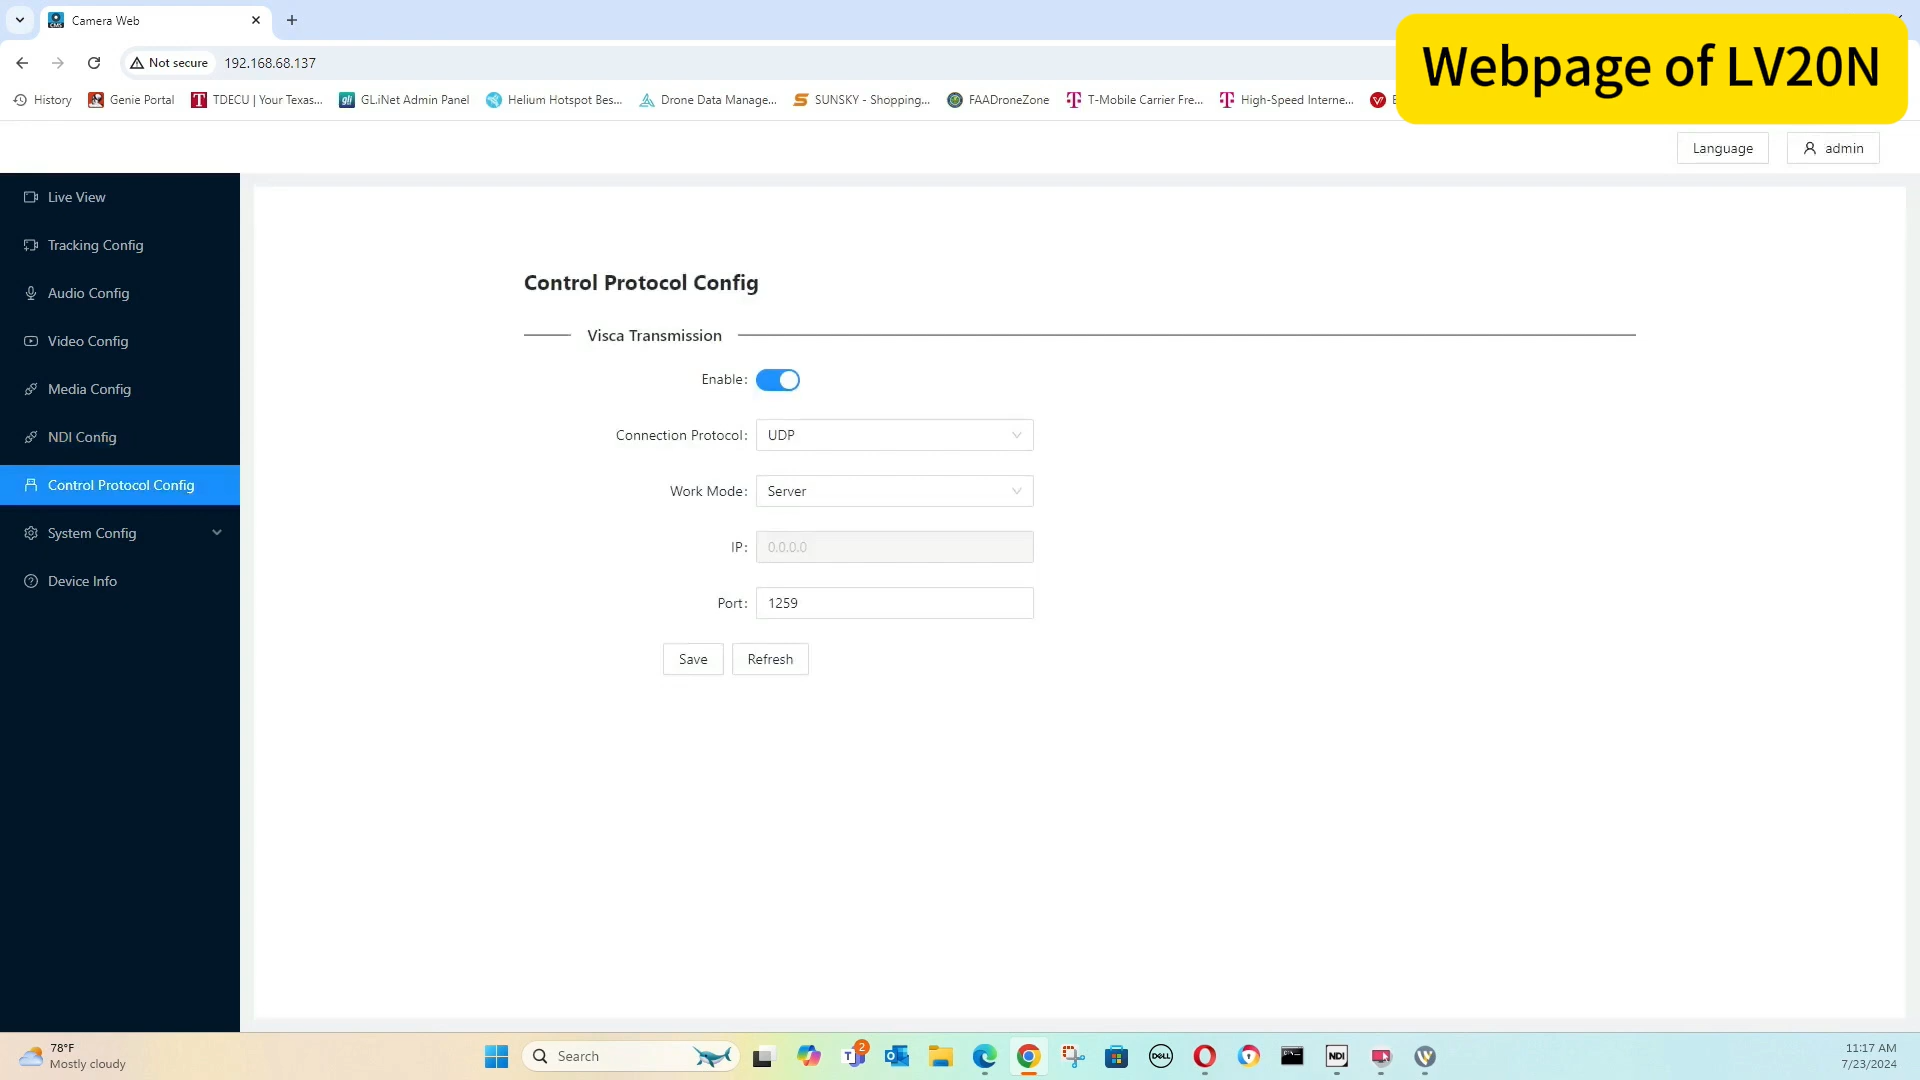 Camera Web
Not secure
192.168.68.137
Webpage of LV20N
History
Genie Portal
TDECU | Your Texas...
GL.iNet Admin Panel
Helium Hotspot Bes...
Drone Data Manage...
SUNSKY - Shopping...
FAADroneZone
T-Mobile Carrier Fre...
High-Speed Interne...
Language
admin
Live View
Tracking Config
Audio Config
Video Config
Media Config
NDI Config
Control Protocol Config
System Config
Device Info
Control Protocol Config
Visca Transmission
Enable:
Connection Protocol: UDP
Work Mode: Server
IP: 0.0.0.0
Port: 1259
Save Refresh
78°F
Mostly cloudy
Search
2
DELL
NDI
11:17 AM
7/23/2024